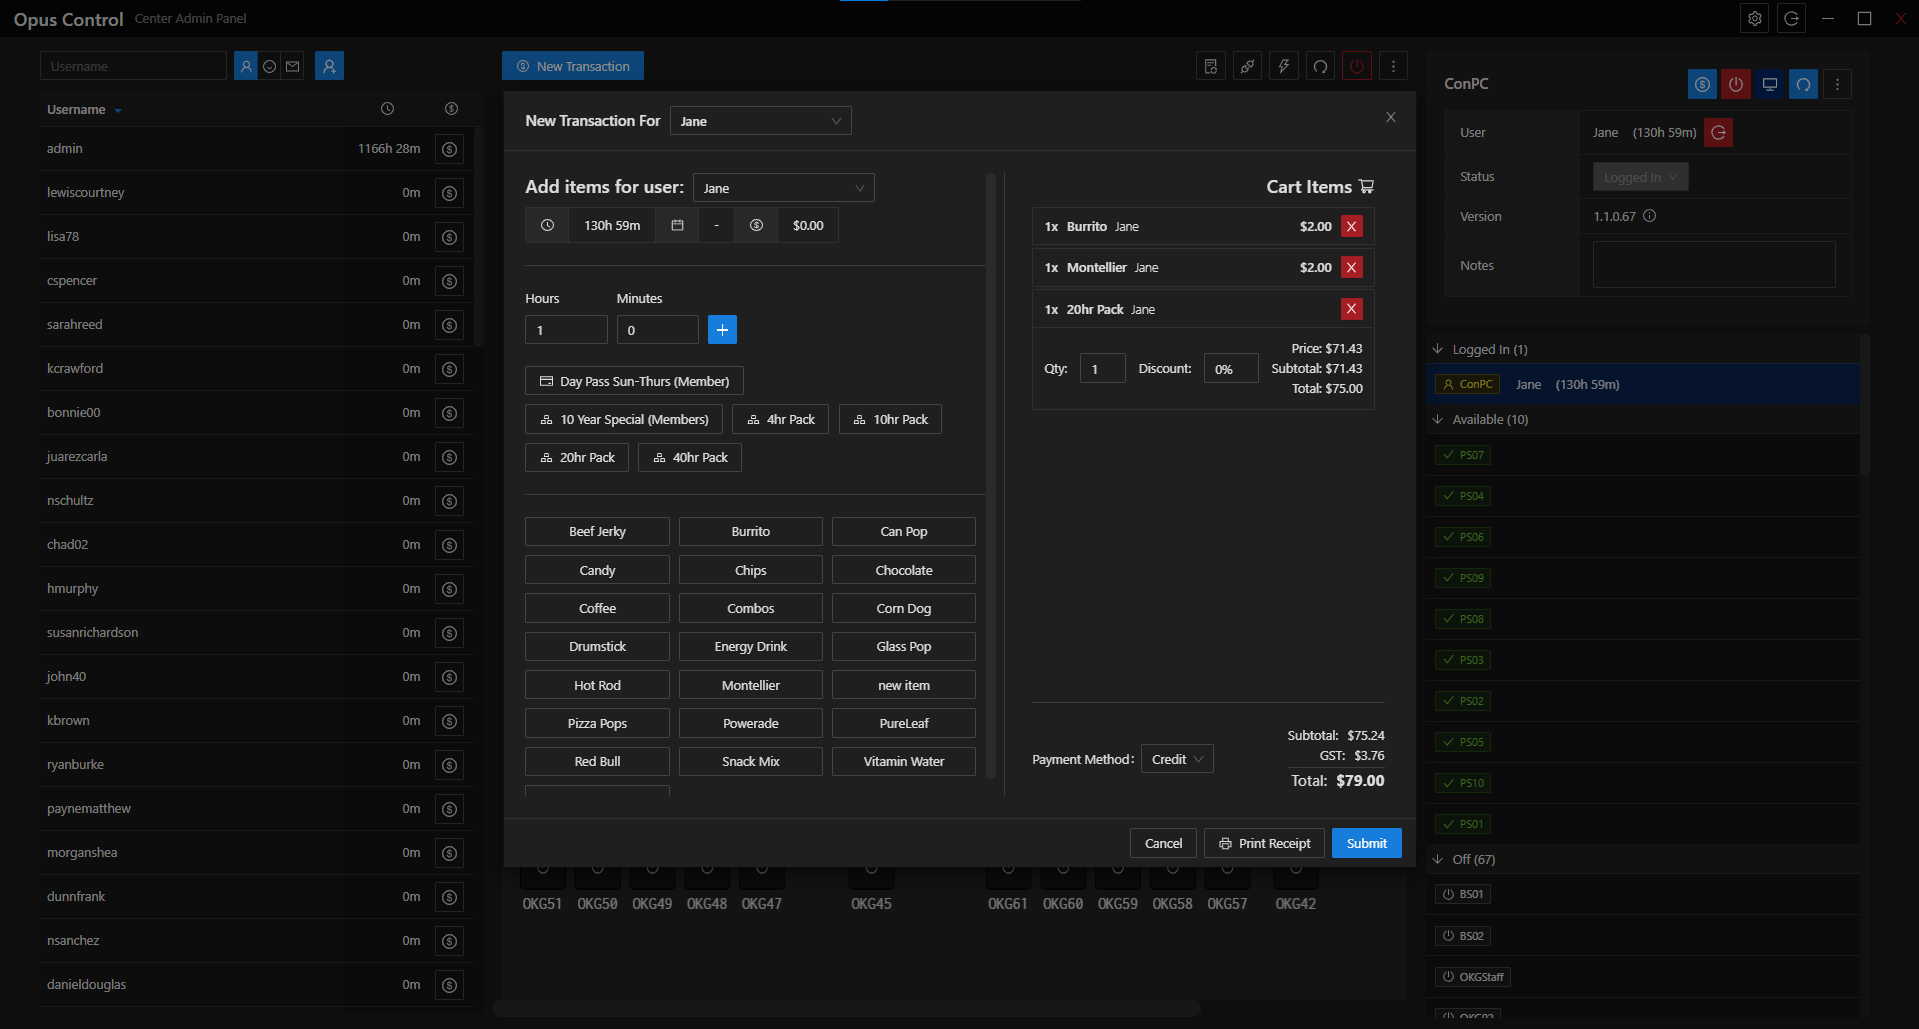 Opus Control Center Admin Panel
Username
New Transaction
Username
admin 1166h 28m
lewiscourtney 0m
lisa78 0m
cspencer 0m
sarahreed 0m
kcrawford 0m
bonnie00 0m
juarezcarla 0m
nschultz 0m
chad02 0m
hmurphy 0m
susanrichardson 0m
john40 0m
kbrown 0m
ryanburke 0m
paynematthew 0m
morganshea 0m
dunnfrank 0m
nsanchez 0m
danieldouglas 0m
New Transaction For Jane
Add items for user: Jane
130h 59m - $0.00
Hours Minutes
1 0
Day Pass Sun-Thurs (Member)
10 Year Special (Members) 4hr Pack 10hr Pack
20hr Pack 40hr Pack
Beef Jerky Burrito Can Pop
Candy Chips Chocolate
Coffee Combos Corn Dog
Drumstick Energy Drink Glass Pop
Hot Rod Montellier new item
Pizza Pops Powerade PureLeaf
Red Bull Snack Mix Vitamin Water
Cart Items
1x Burrito Jane $2.00 X
1x Montellier Jane $2.00 X
1x 20hr Pack Jane X
Price: $71.43
Qty: 1 Discount: 0% Subtotal: $71.43
Total: $75.00
Subtotal: $75.24
Payment Method: Credit GST: $3.76
Total: $79.00
Cancel Print Receipt Submit
OKG51 OKG50 OKG49 OKG48 OKG47 OKG45 OKG61 OKG60 OKG59 OKG58 OKG57 OKG42
ConPC
User Jane (130h 59m)
Status Logged In
Version 1.1.0.67
Notes
Logged In (1)
ConPC Jane (130h 59m)
Available (10)
PS07
PS04
PS06
PS09
PS08
PS03
PS02
PS05
PS10
PS01
Off (67)
BS01
BS02
OKGStaff